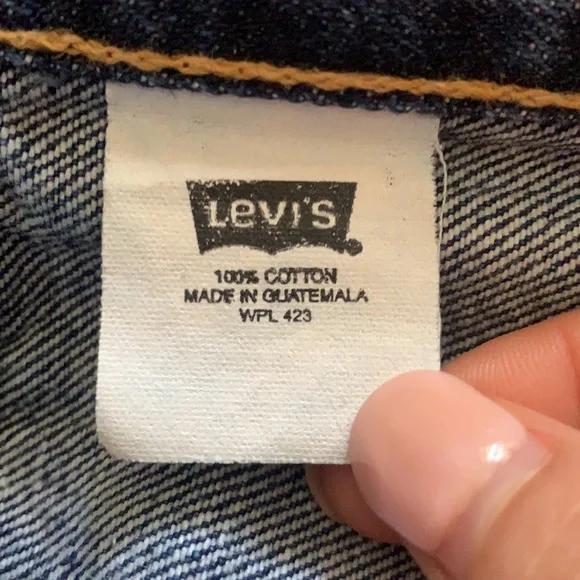 Levi's
100% COTTON
MADE IN GUATEMALA
WPL 423